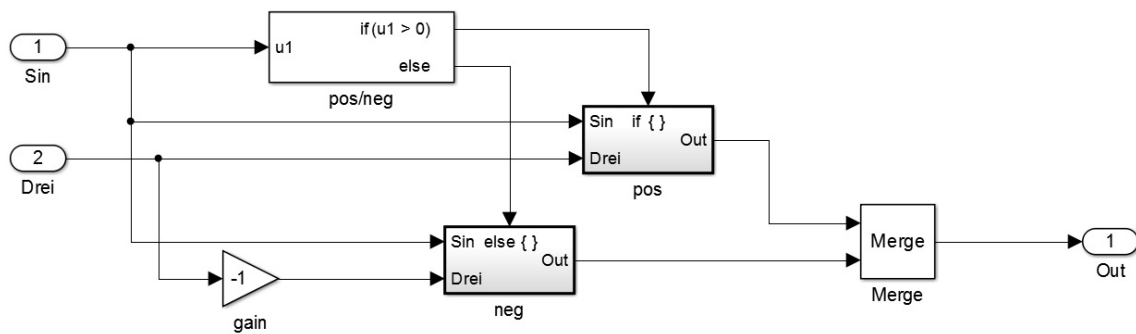 1
Sin
u1
if(u1 > 0)
else
pos/neg
2
Drei
Sin if { }
Drei
Out
pos
Sin else { }
Drei
Out
neg
-1
gain
Merge
Merge
1
Out